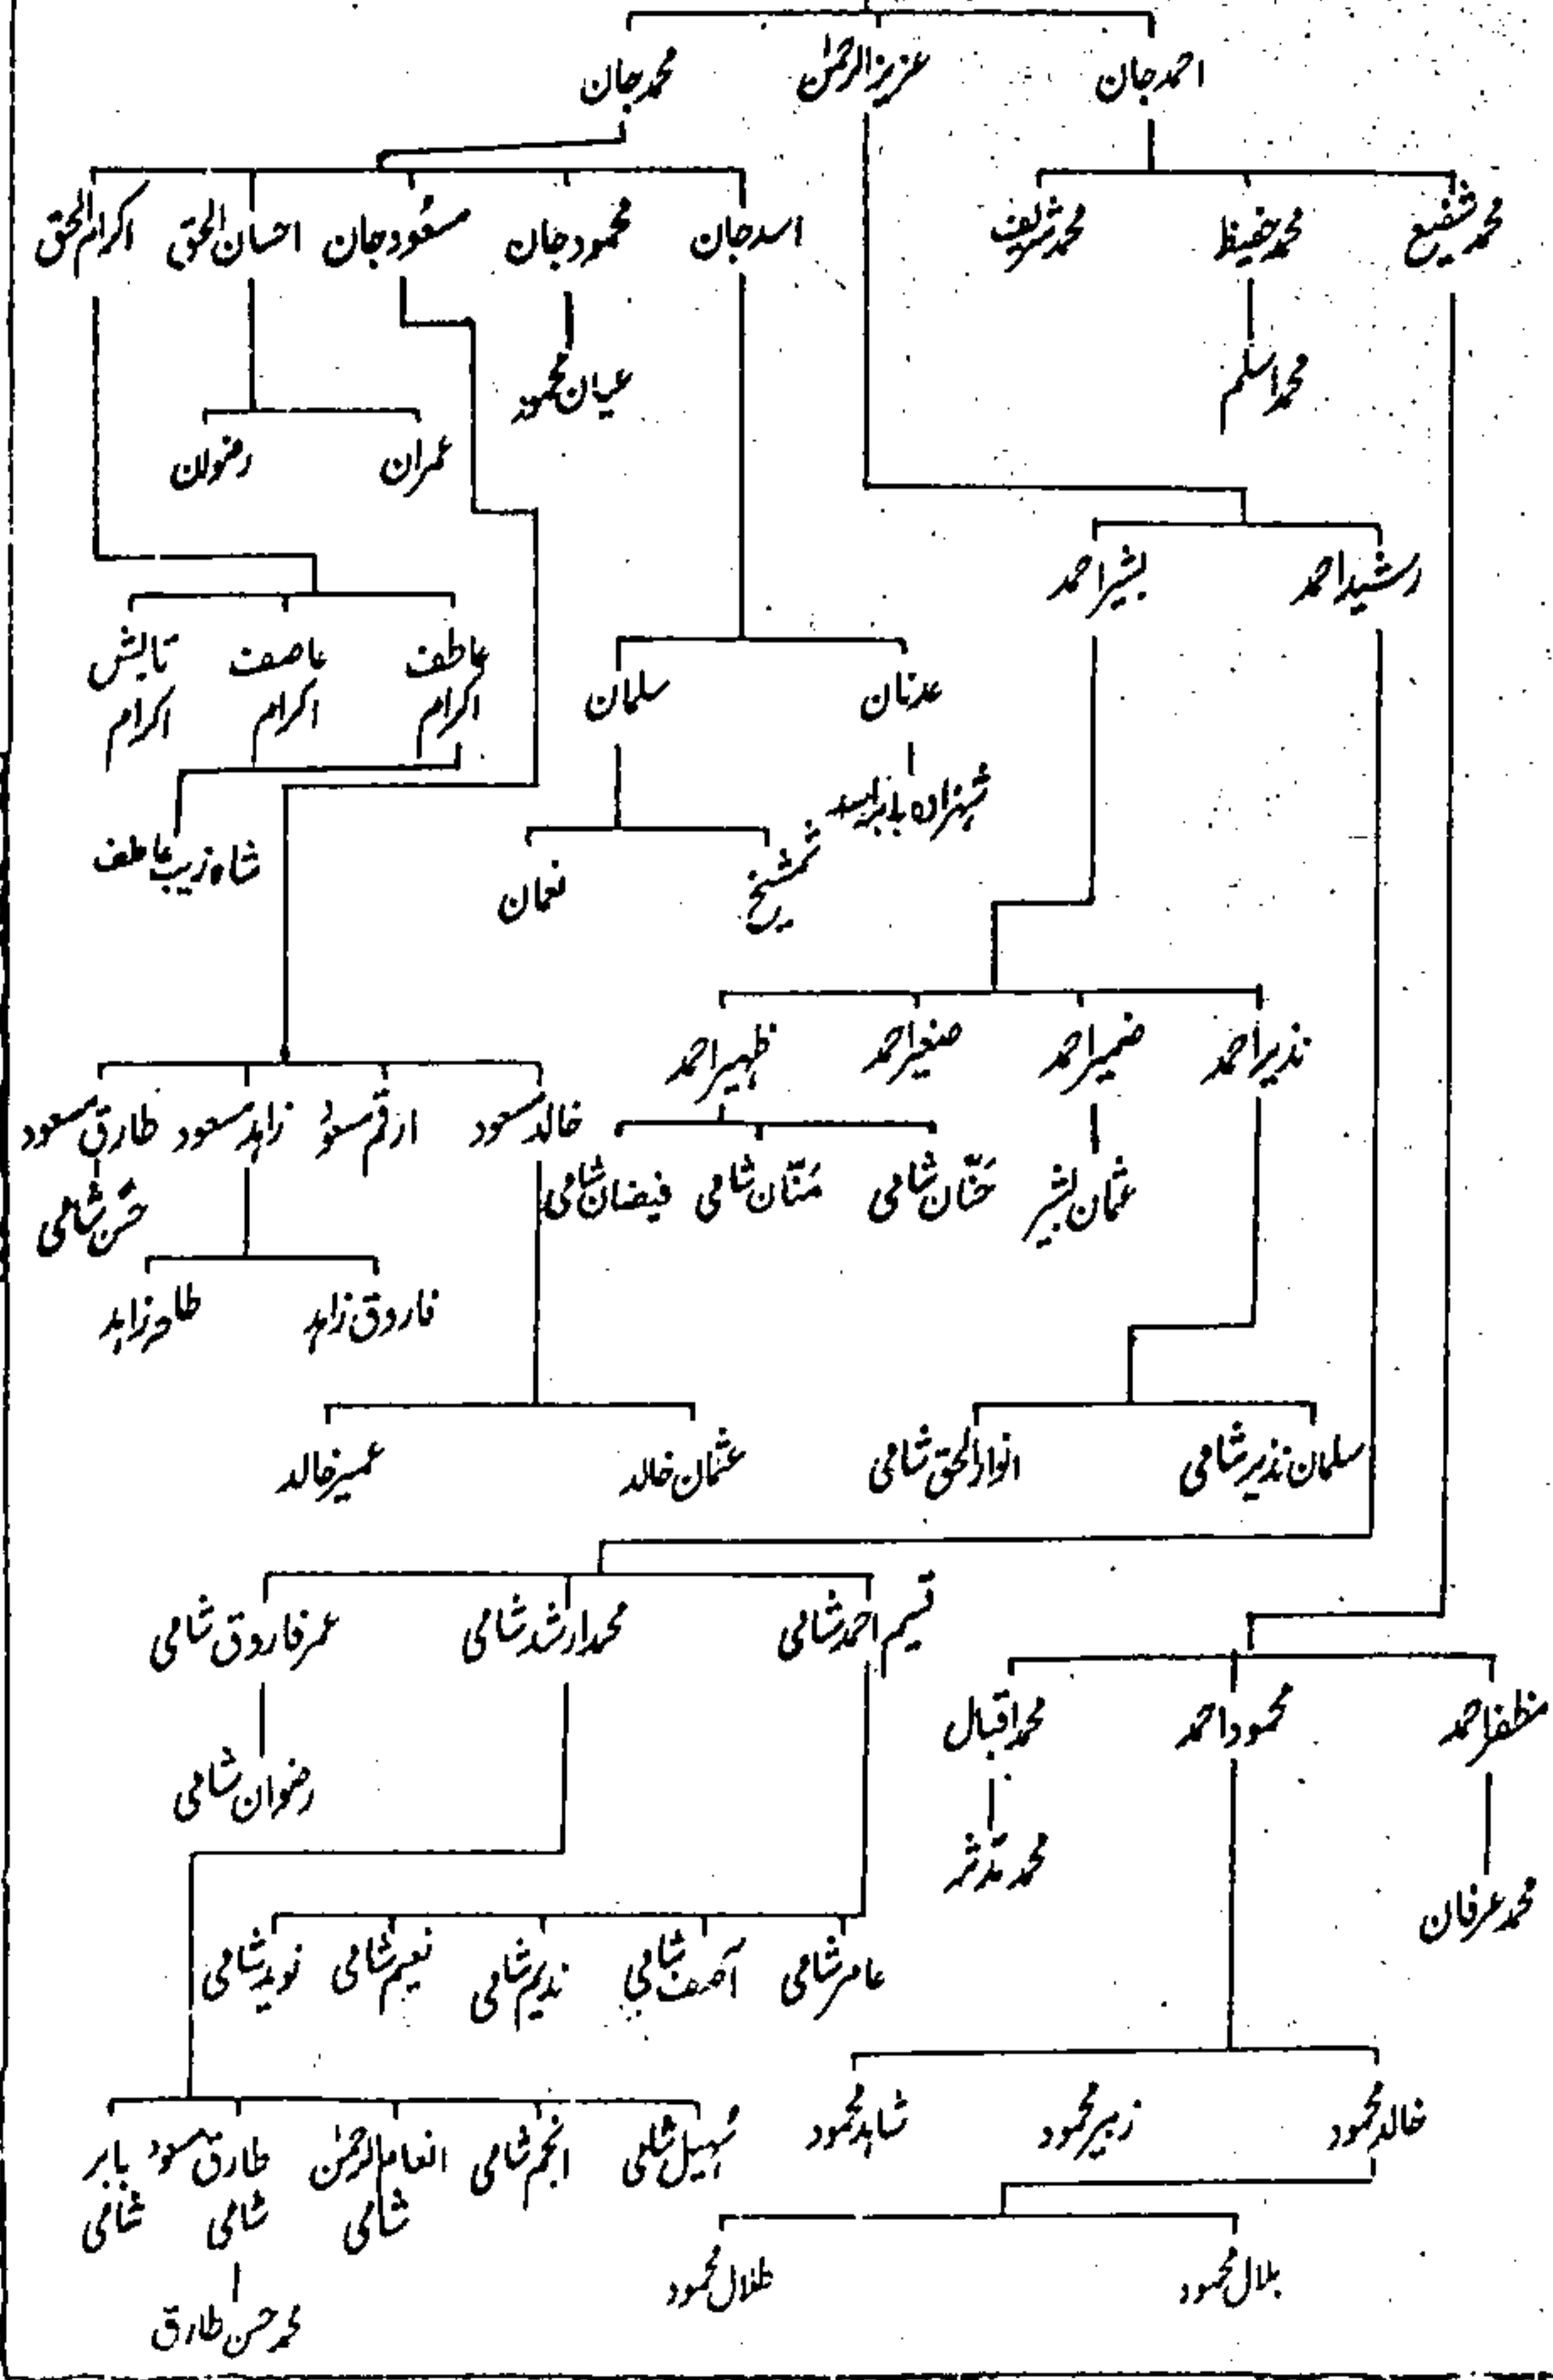 احمد جان عزیز الرحمٰن محمد جان
محمد شفیع محمد حفیظ محمد شریف اسد جان محمود جان مسعود جان احسان الحق اکرام الحق
محمد اسلم عیان محمود
عمران رضوان
رشید احمد بشیر احمد
عاطف اکرام عاصف اکرام تابش اکرام
عدنان سلمان
شہزادہ بابر اسد
نعمان شاہ زیب عاطف
نذیر احمد ضمیر احمد صغیر احمد ظہیر احمد
خالد مسعود ارقم مسعود زاہد مسعود طارق مسعود
عثمان بشیر حنّان شامی منّان شامی فیضان شامی حسن شامی
فاروق زاہد طاہر زاہد
سلمان نذیر شامی انوار الحق شامی عثمان خالد عمیر خالد
احمد شامی محمد ارشد شامی عمر فاروق شامی
مظفر احمد محمود احمد محمد اقبال
رضوان شامی
محمد مدثر
محمد عرفان
عامر شامی آصف شامی ندیم شامی نعیم شامی نوید شامی
خالد محمود زبیر محمود شاہد محمود
سہیل شامی انجم شامی انعام الرحمٰن شامی طارق مسعود شامی بابر شامی
بلال محمود طلال محمود
محمد حسن طارق